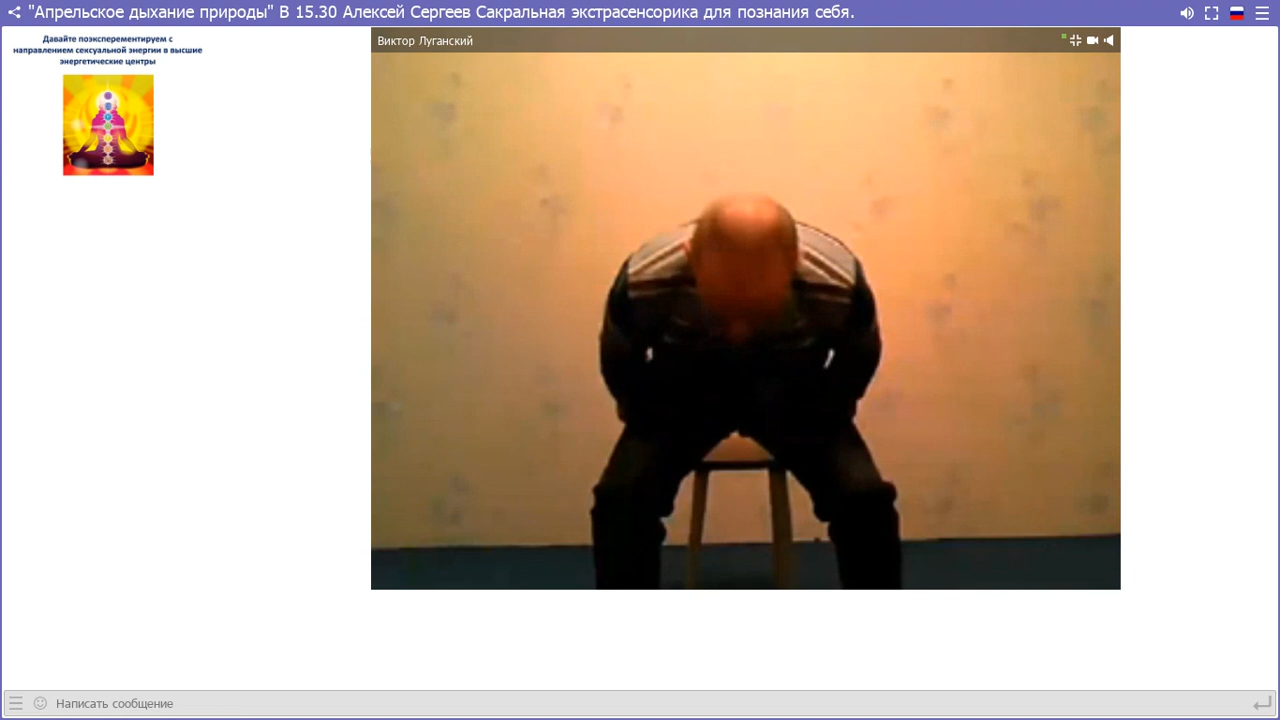 "Апрельское дыхание природы" В 15.30 Алексей Сергеев Сакральная экстрасенсорика для познания себя.
Давайте поэксперементируем с
направлением сексуальной энергии в высшие
энергетические центры
Виктор Луганский
Написать сообщение